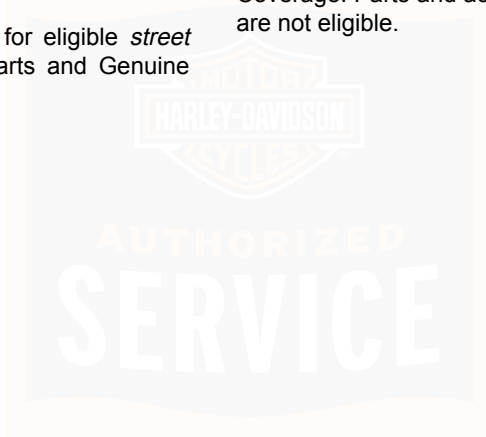 for eligible street
arts and Genuine
are not eligible.
MOTOR
HARLEY-DAVIDSON
CYCLES
AUTHORIZED
SERVICE